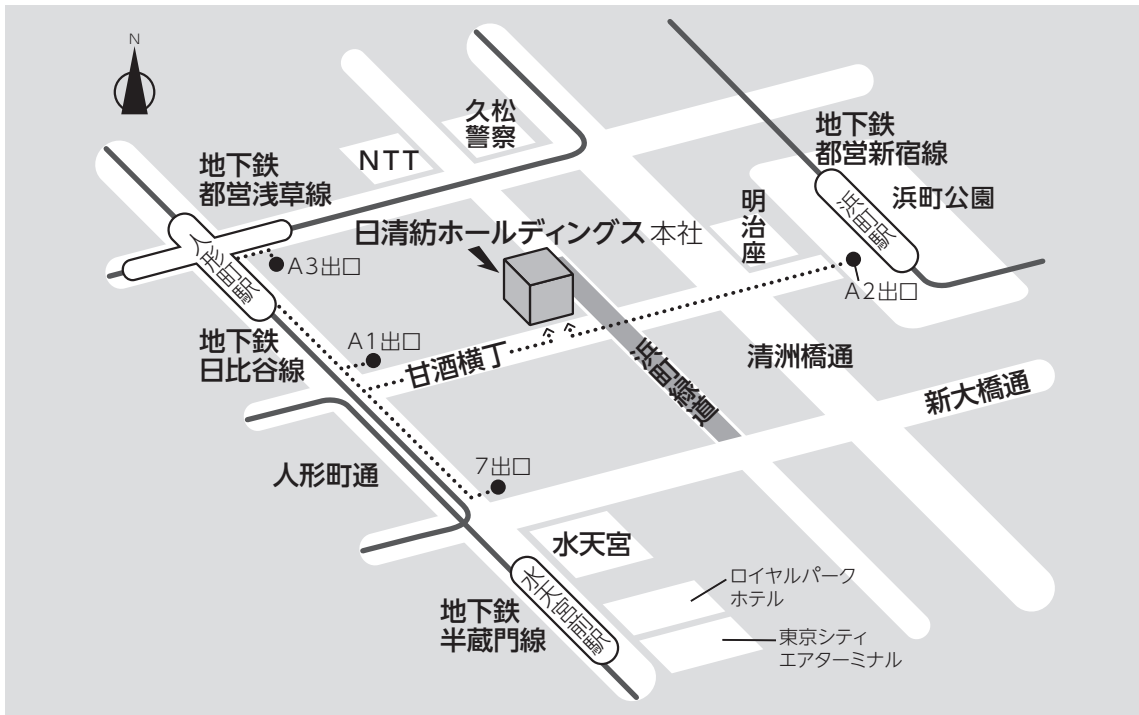 N
久松
警察
NTT
地下鉄
都営浅草線
地下鉄
都営新宿線
浜町公園
浜町駅
明治座
日清紡ホールディングス 本社
人形町駅
A3出口
A2出口
地下鉄
日比谷線
A1出口
甘酒横丁
浜町緑道
清洲橋通
新大橋通
人形町通
7出口
水天宮
水天宮前駅
地下鉄
半蔵門線
ロイヤルパーク
ホテル
東京シティ
エアターミナル